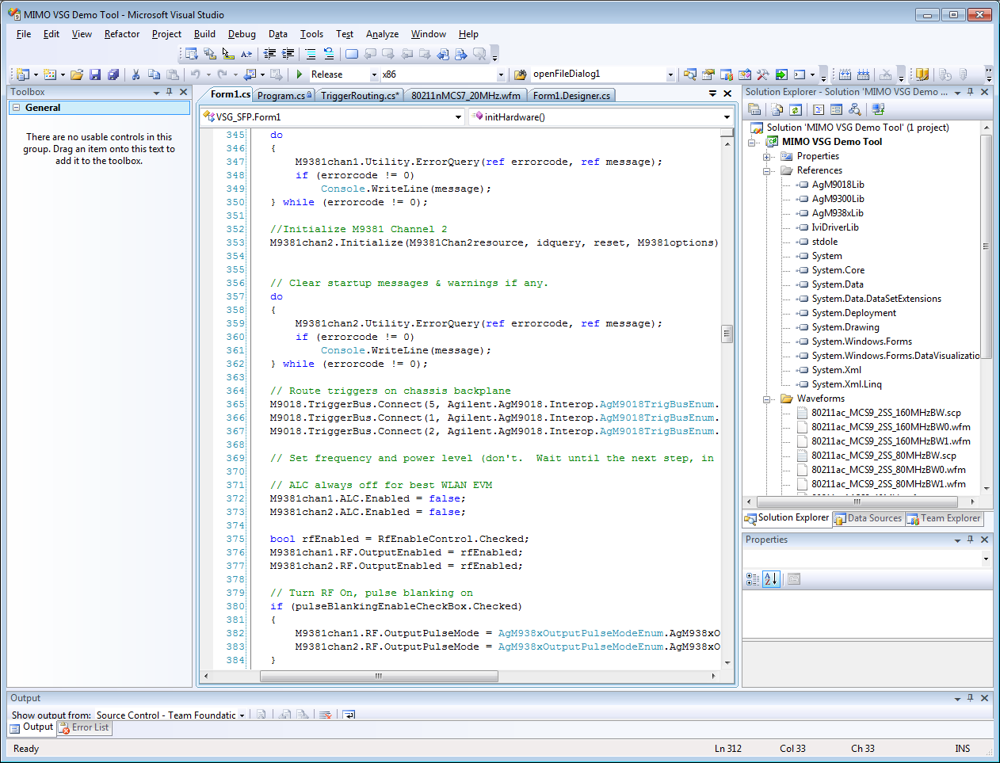 MIMO VSG Demo Tool - Microsoft Visual Studio
File Edit View Refactor Project Build Debug Data Tools Test Analyze Window Help
Release x86 openFileDialog1
Toolbox
General
There are no usable controls in this
group. Drag an item onto this text to
add it to the toolbox.
Form1.cs Program.cs TriggerRouting.cs* 80211nMCS7_20MHz.wfm Form1.Designer.cs
VSG_SFP.Form1 initHardware()
345 do
346 {
347 M9381chan1.Utility.ErrorQuery(ref errorcode, ref message);
348 if (errorcode != 0)
349 Console.WriteLine(message);
350 } while (errorcode != 0);
351
352 //Initialize M9381 Channel 2
353 M9381chan2.Initialize(M9381Chan2resource, idquery, reset, M9381options)
354
355
356 // Clear startup messages & warnings if any.
357 do
358 {
359 M9381chan2.Utility.ErrorQuery(ref errorcode, ref message);
360 if (errorcode != 0)
361 Console.WriteLine(message);
362 } while (errorcode != 0);
363
364 // Route triggers on chassis backplane
365 M9018.TriggerBus.Connect(5, Agilent.AgM9018.Interop.AgM9018TrigBusEnum.
366 M9018.TriggerBus.Connect(1, Agilent.AgM9018.Interop.AgM9018TrigBusEnum.
367 M9018.TriggerBus.Connect(2, Agilent.AgM9018.Interop.AgM9018TrigBusEnum.
368
369 // Set frequency and power level (don't.  Wait until the next step, in
370
371 // ALC always off for best WLAN EVM
372 M9381chan1.ALC.Enabled = false;
373 M9381chan2.ALC.Enabled = false;
374
375 bool rfEnabled = RfEnableControl.Checked;
376 M9381chan1.RF.OutputEnabled = rfEnabled;
377 M9381chan2.RF.OutputEnabled = rfEnabled;
378
379 // Turn RF On, pulse blanking on
380 if (pulseBlankingEnableCheckBox.Checked)
381 {
382 M9381chan1.RF.OutputPulseMode = AgM938xOutputPulseModeEnum.AgM938xO
383 M9381chan2.RF.OutputPulseMode = AgM938xOutputPulseModeEnum.AgM938xO
384 }
Solution Explorer - Solution 'MIMO VSG Demo ...
Solution 'MIMO VSG Demo Tool' (1 project)
MIMO VSG Demo Tool
Properties
References
AgM9018Lib
AgM9300Lib
AgM938xLib
IviDriverLib
stdole
System
System.Core
System.Data
System.Data.DataSetExtensions
System.Deployment
System.Drawing
System.Windows.Forms
System.Windows.Forms.DataVisualizatio
System.Xml
System.Xml.Linq
Waveforms
80211ac_MCS9_2SS_160MHzBW.scp
80211ac_MCS9_2SS_160MHzBW0.wfm
80211ac_MCS9_2SS_160MHzBW1.wfm
80211ac_MCS9_2SS_80MHzBW.scp
80211ac_MCS9_2SS_80MHzBW0.wfm
80211ac_MCS9_2SS_80MHzBW1.wfm
Solution Explorer Data Sources Team Explorer
Properties
Output
Show output from: Source Control - Team Foundatic
Output Error List
Ready Ln 312 Col 33 Ch 33 INS